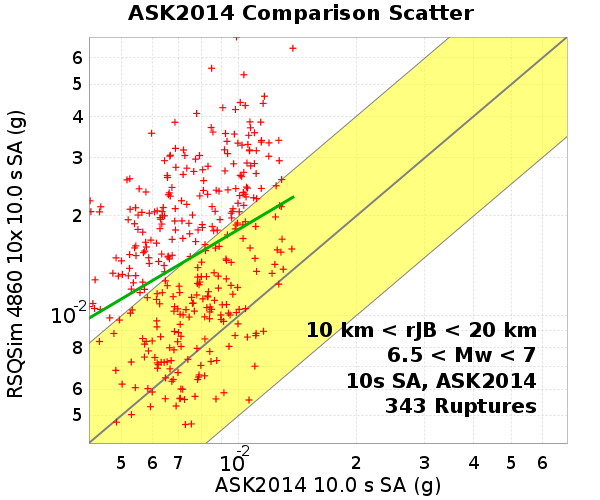 ASK2014 Comparison Scatter
RSQSim 4860 10x 10.0 s SA (g)
6
5
4
3
2
10⁻²
8
6
5
10 km < rJB < 20 km
6.5 < Mw < 7
10s SA, ASK2014
343 Ruptures
5 6 7 10⁻² 2 3 4 5 6
ASK2014 10.0 s SA (g)